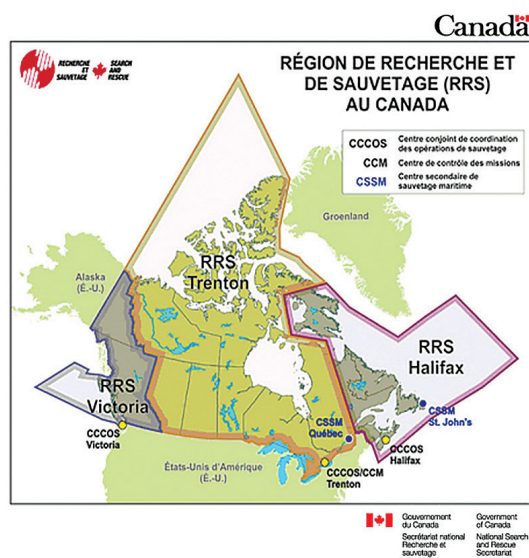 Canada
RECHERCHE
ET
SAUVETAGE
SEARCH
AND
RESCUE
RÉGION DE RECHERCHE ET
DE SAUVETAGE (RRS)
AU CANADA
CCCOS Centre conjoint de coordination
des opérations de sauvetage
CCM Centre de contrôle des missions
CSSM Centre secondaire de
sauvetage maritime
Groenland
Alaska
(É.-U.)
RRS
Trenton
RRS
Victoria
RRS
Halifax
CCCOS
Victoria
CSSM
Québec
CSSM
St. John's
CCCOS
Halifax
CCCOS/CCM
Trenton
États-Unis d'Amérique
(É.-U.)
Gouvernement
du Canada
Government
of Canada
Secrétariat national
Recherche et
sauvetage
National Search
and Rescue
Secretariat